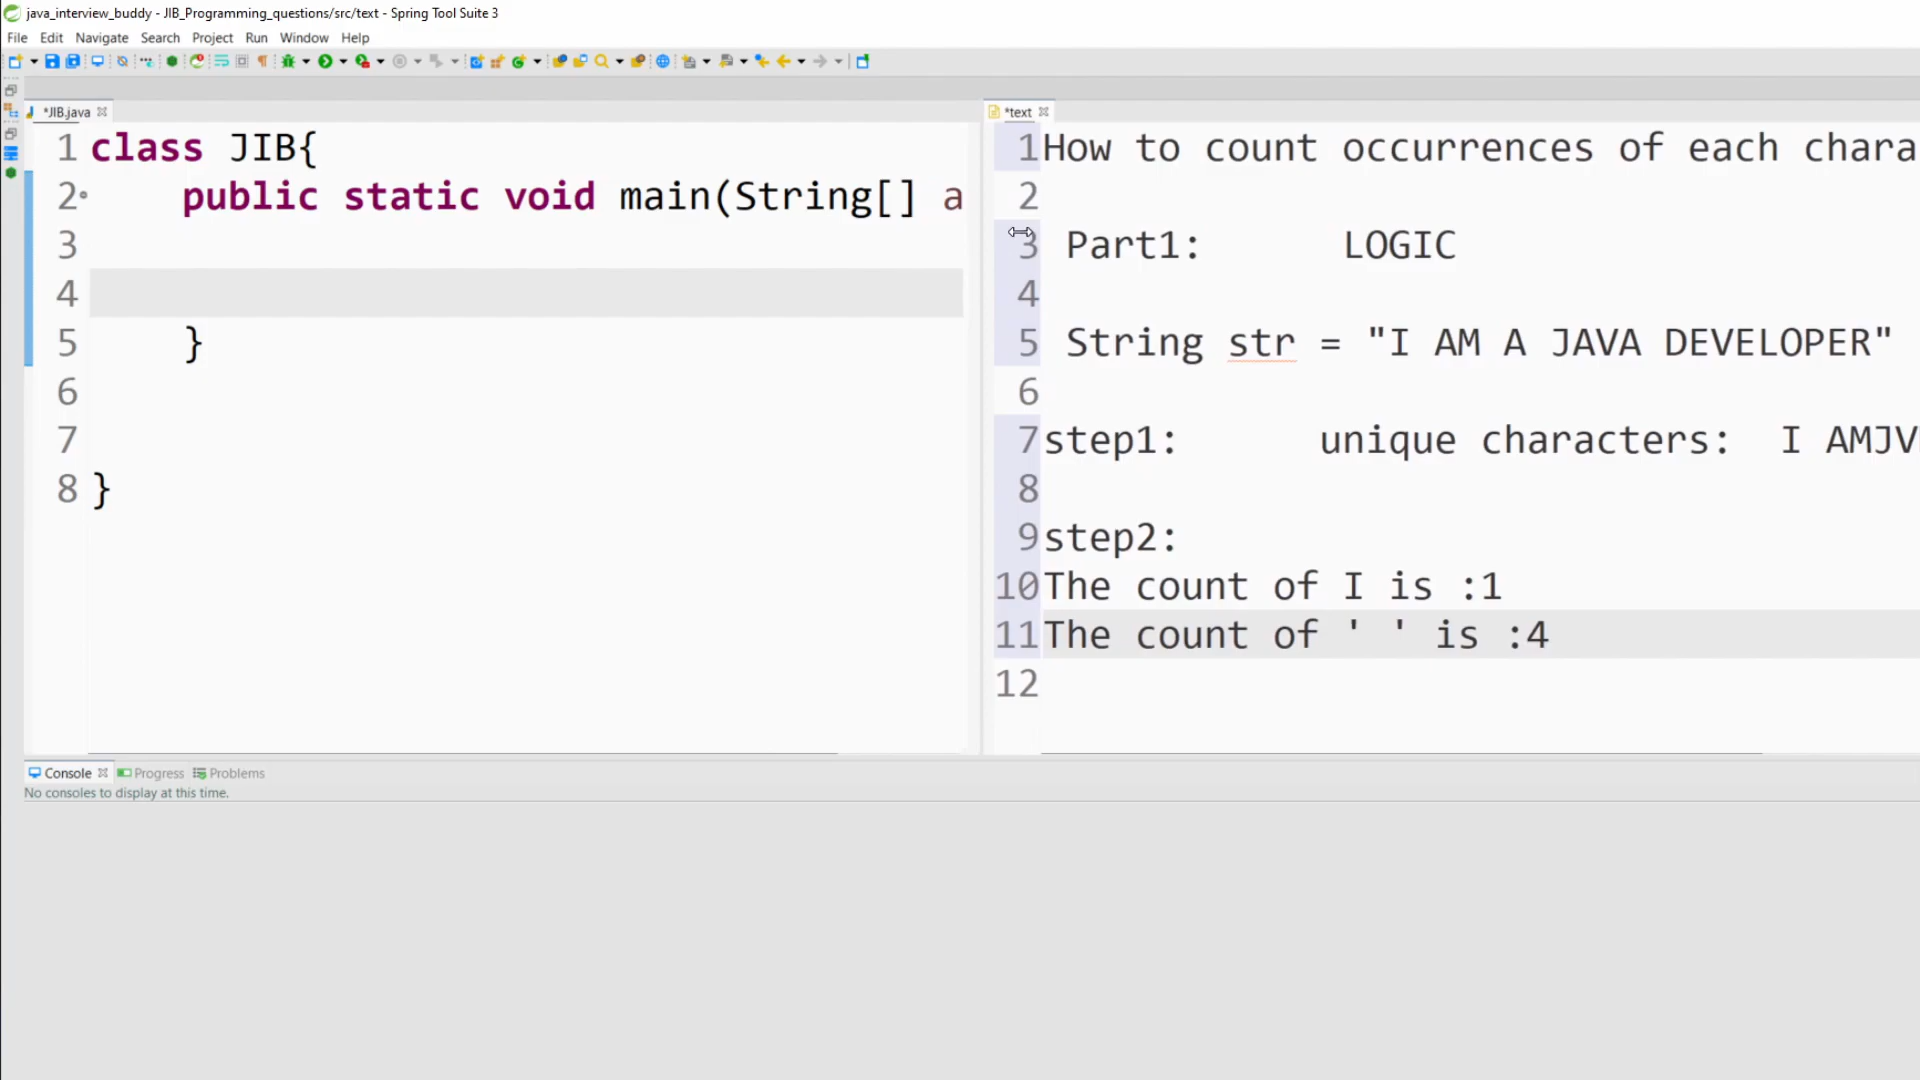 java_interview_buddy - JIB_Programming_questions/src/text - Spring Tool Suite 3
File Edit Navigate Search Project Run Window Help
*JIB.java
1 class JIB{
2 public static void main(String[] a
3
4
5 }
6
7
8 }
*text
1 How to count occurrences of each chara
2
3 Part1: LOGIC
4
5 String str = "I AM A JAVA DEVELOPER"
6
7 step1: unique characters: I AMJV
8
9 step2:
10 The count of I is :1
11 The count of ' ' is :4
12
Console Progress Problems
No consoles to display at this time.